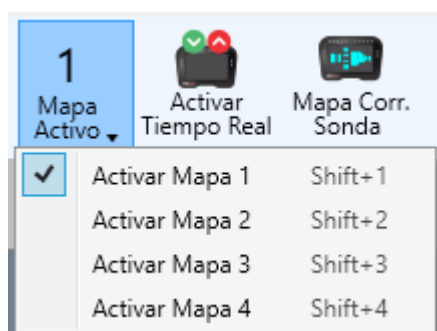 1
Mapa
Activo
Activar
Tiempo Real
Mapa Corr.
Sonda
Activar Mapa 1 Shift+1
Activar Mapa 2 Shift+2
Activar Mapa 3 Shift+3
Activar Mapa 4 Shift+4